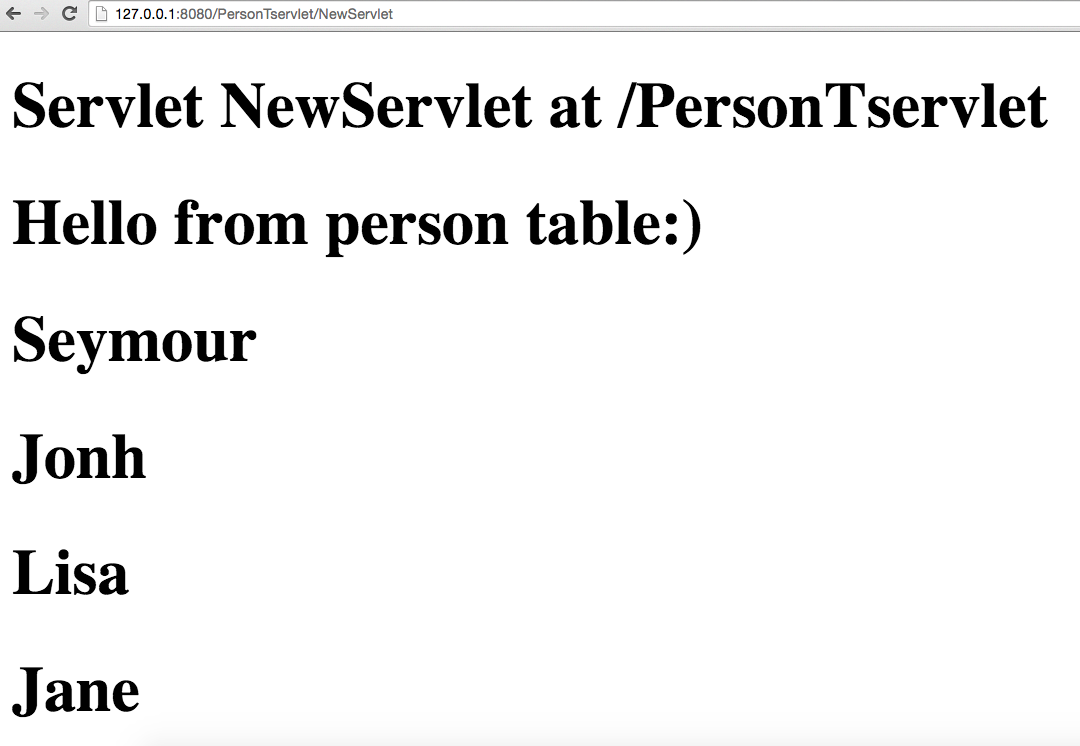 127.0.0.1:8080/PersonTservlet/NewServlet
Servlet NewServlet at /PersonTservlet
Hello from person table:)
Seymour
Jonh
Lisa
Jane